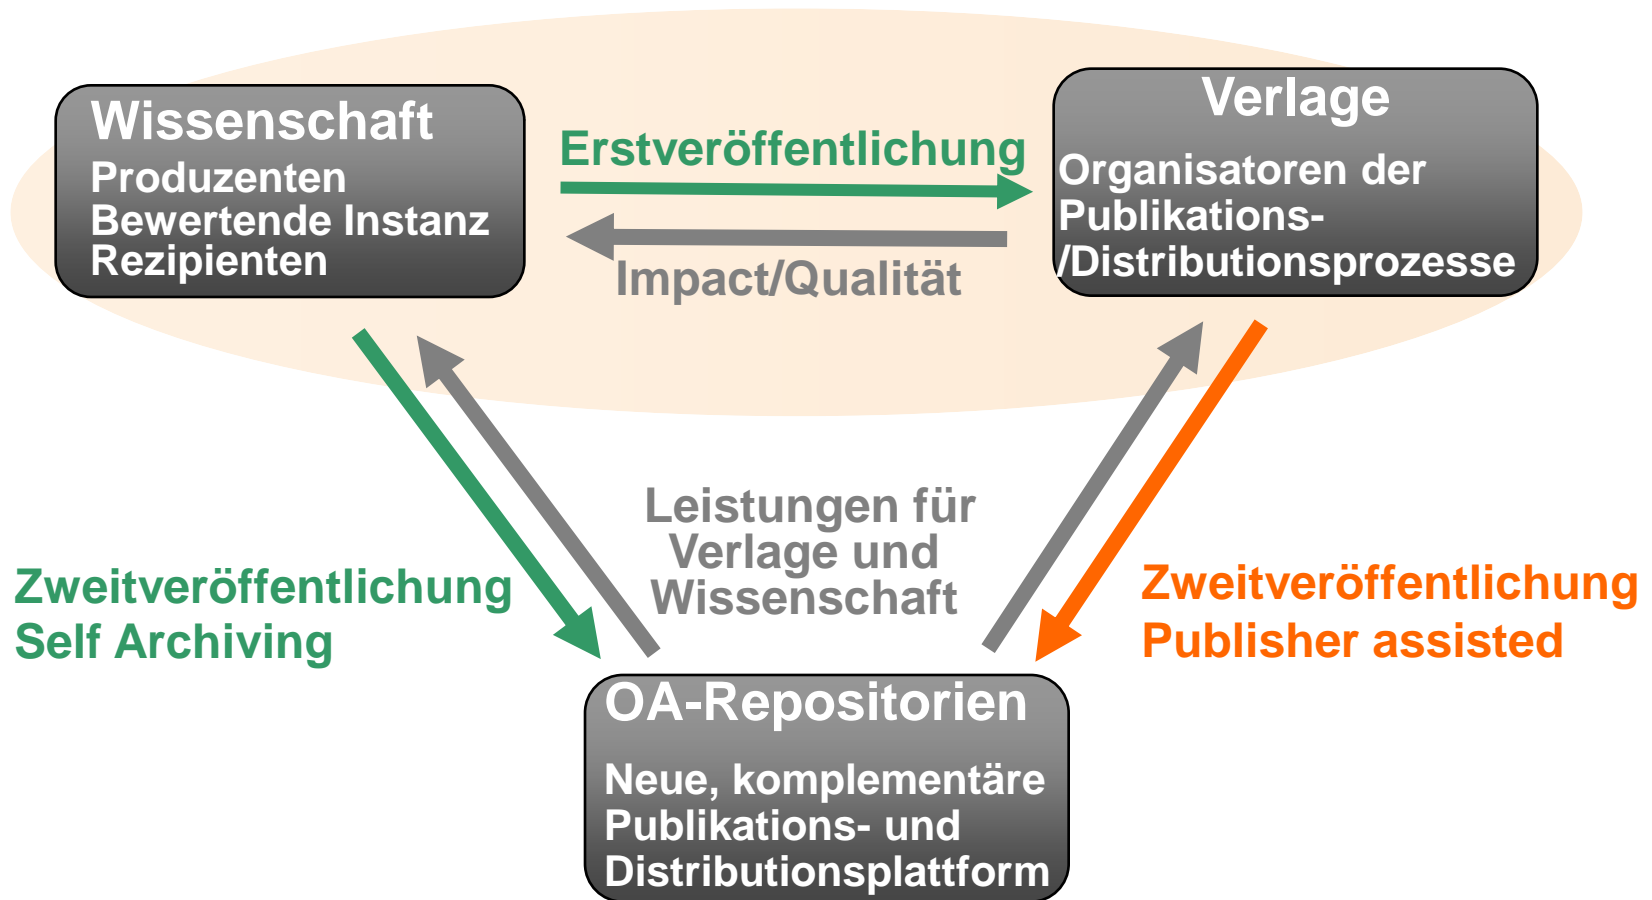 Wissenschaft
Produzenten
Bewertende Instanz
Rezipienten
Erstveröffentlichung
Impact/Qualität
Verlage
Organisatoren der
Publikations-
/Distributionsprozesse
Leistungen für
Verlage und
Wissenschaft
Zweitveröffentlichung
Self Archiving
Zweitveröffentlichung
Publisher assisted
OA-Repositorien
Neue, komplementäre
Publikations- und
Distributionsplattform